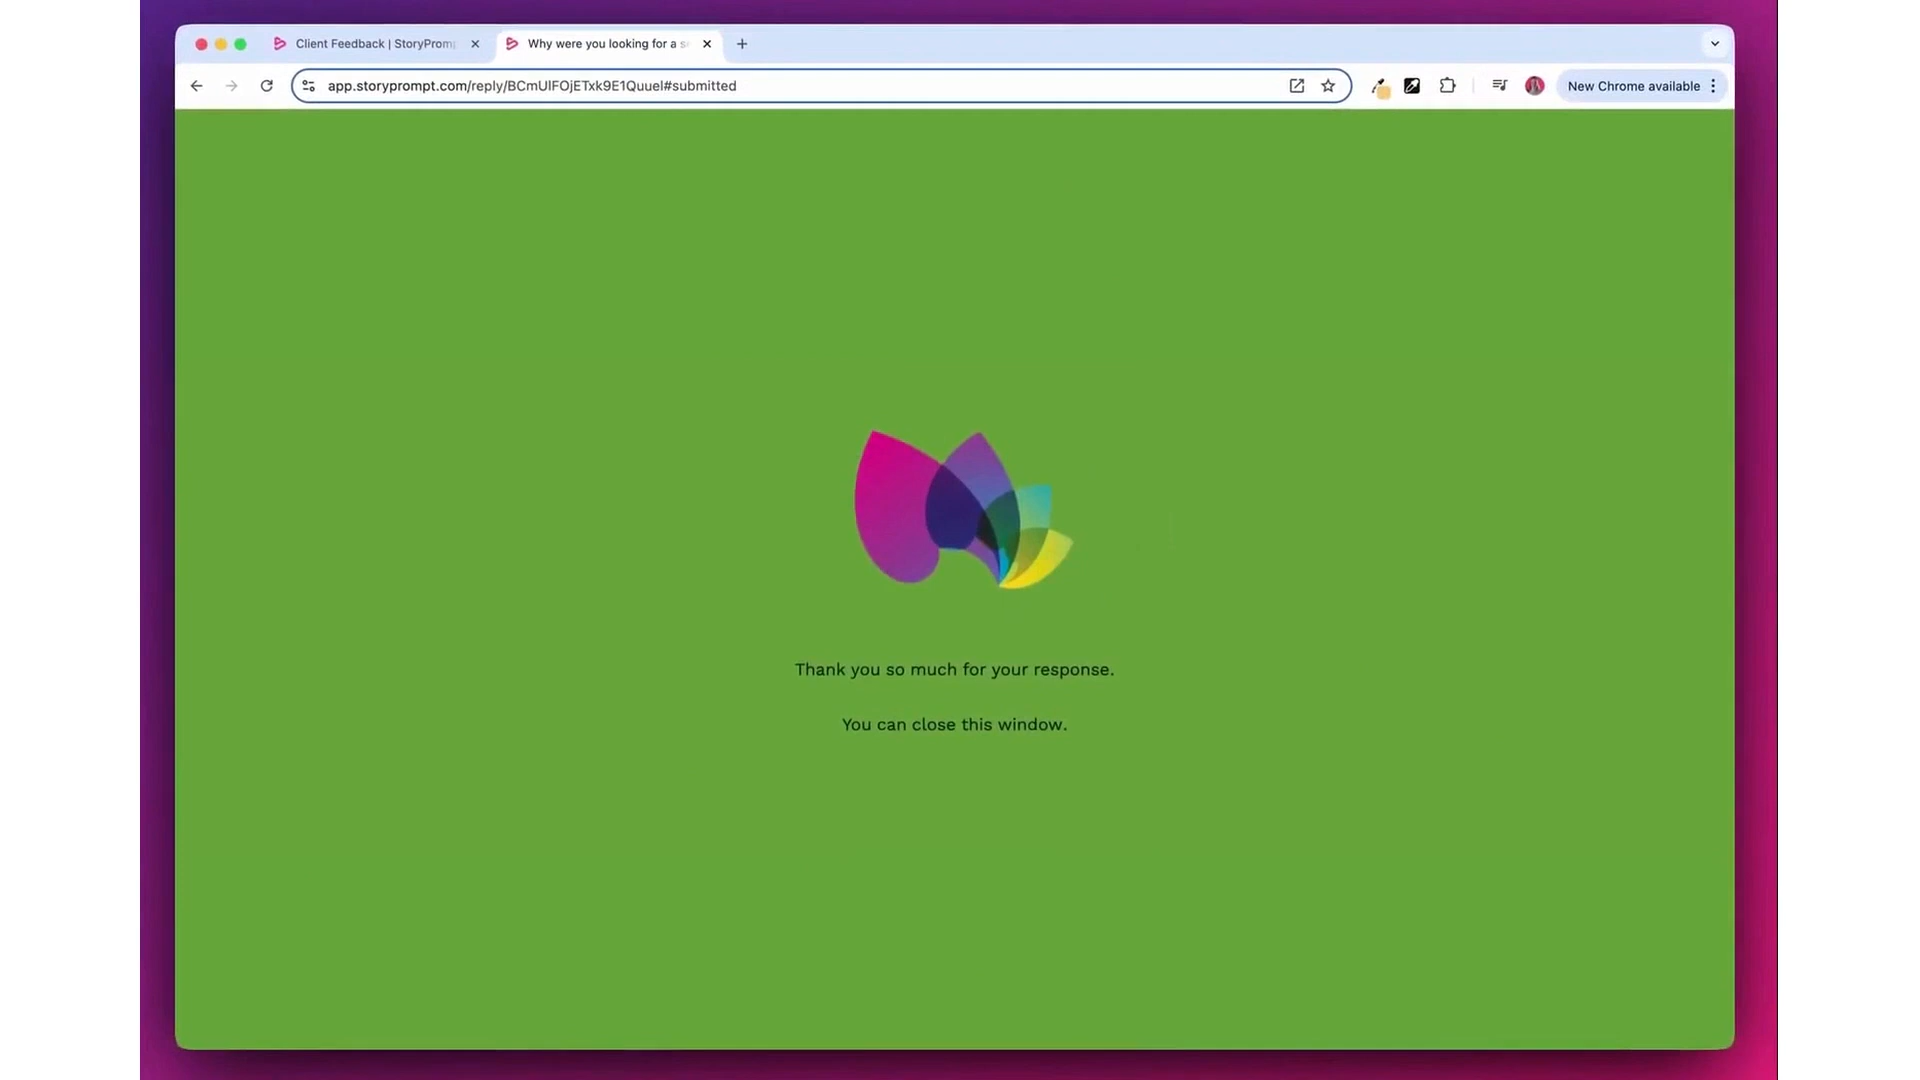 Client Feedback | StoryProm
Why were you looking for a s
app.storyprompt.com/reply/BCmUIFOjETxk9E1Quuel#submitted
New Chrome available
Thank you so much for your response.
You can close this window.